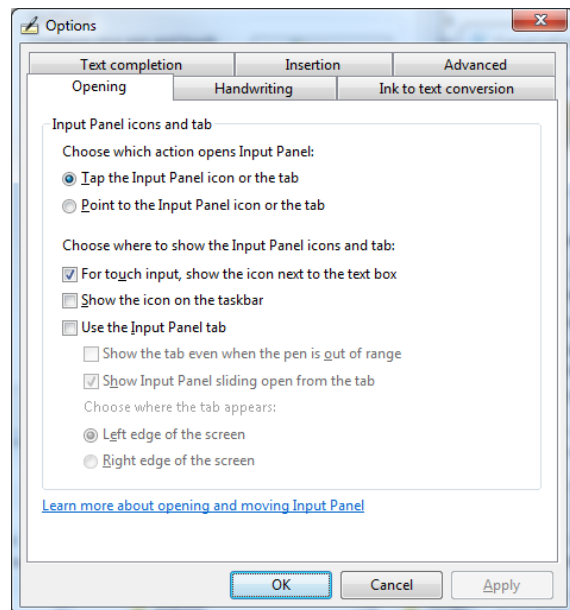 Options
Text completion
Insertion
Advanced
Opening
Handwriting
Ink to text conversion
Input Panel icons and tab
Choose which action opens Input Panel:
Tap the Input Panel icon or the tab
Point to the Input Panel icon or the tab
Choose where to show the Input Panel icons and tab:
For touch input, show the icon next to the text box
Show the icon on the taskbar
Use the Input Panel tab
Show the tab even when the pen is out of range
Show Input Panel sliding open from the tab
Choose where the tab appears:
Left edge of the screen
Right edge of the screen
Learn more about opening and moving Input Panel
OK
Cancel
Apply